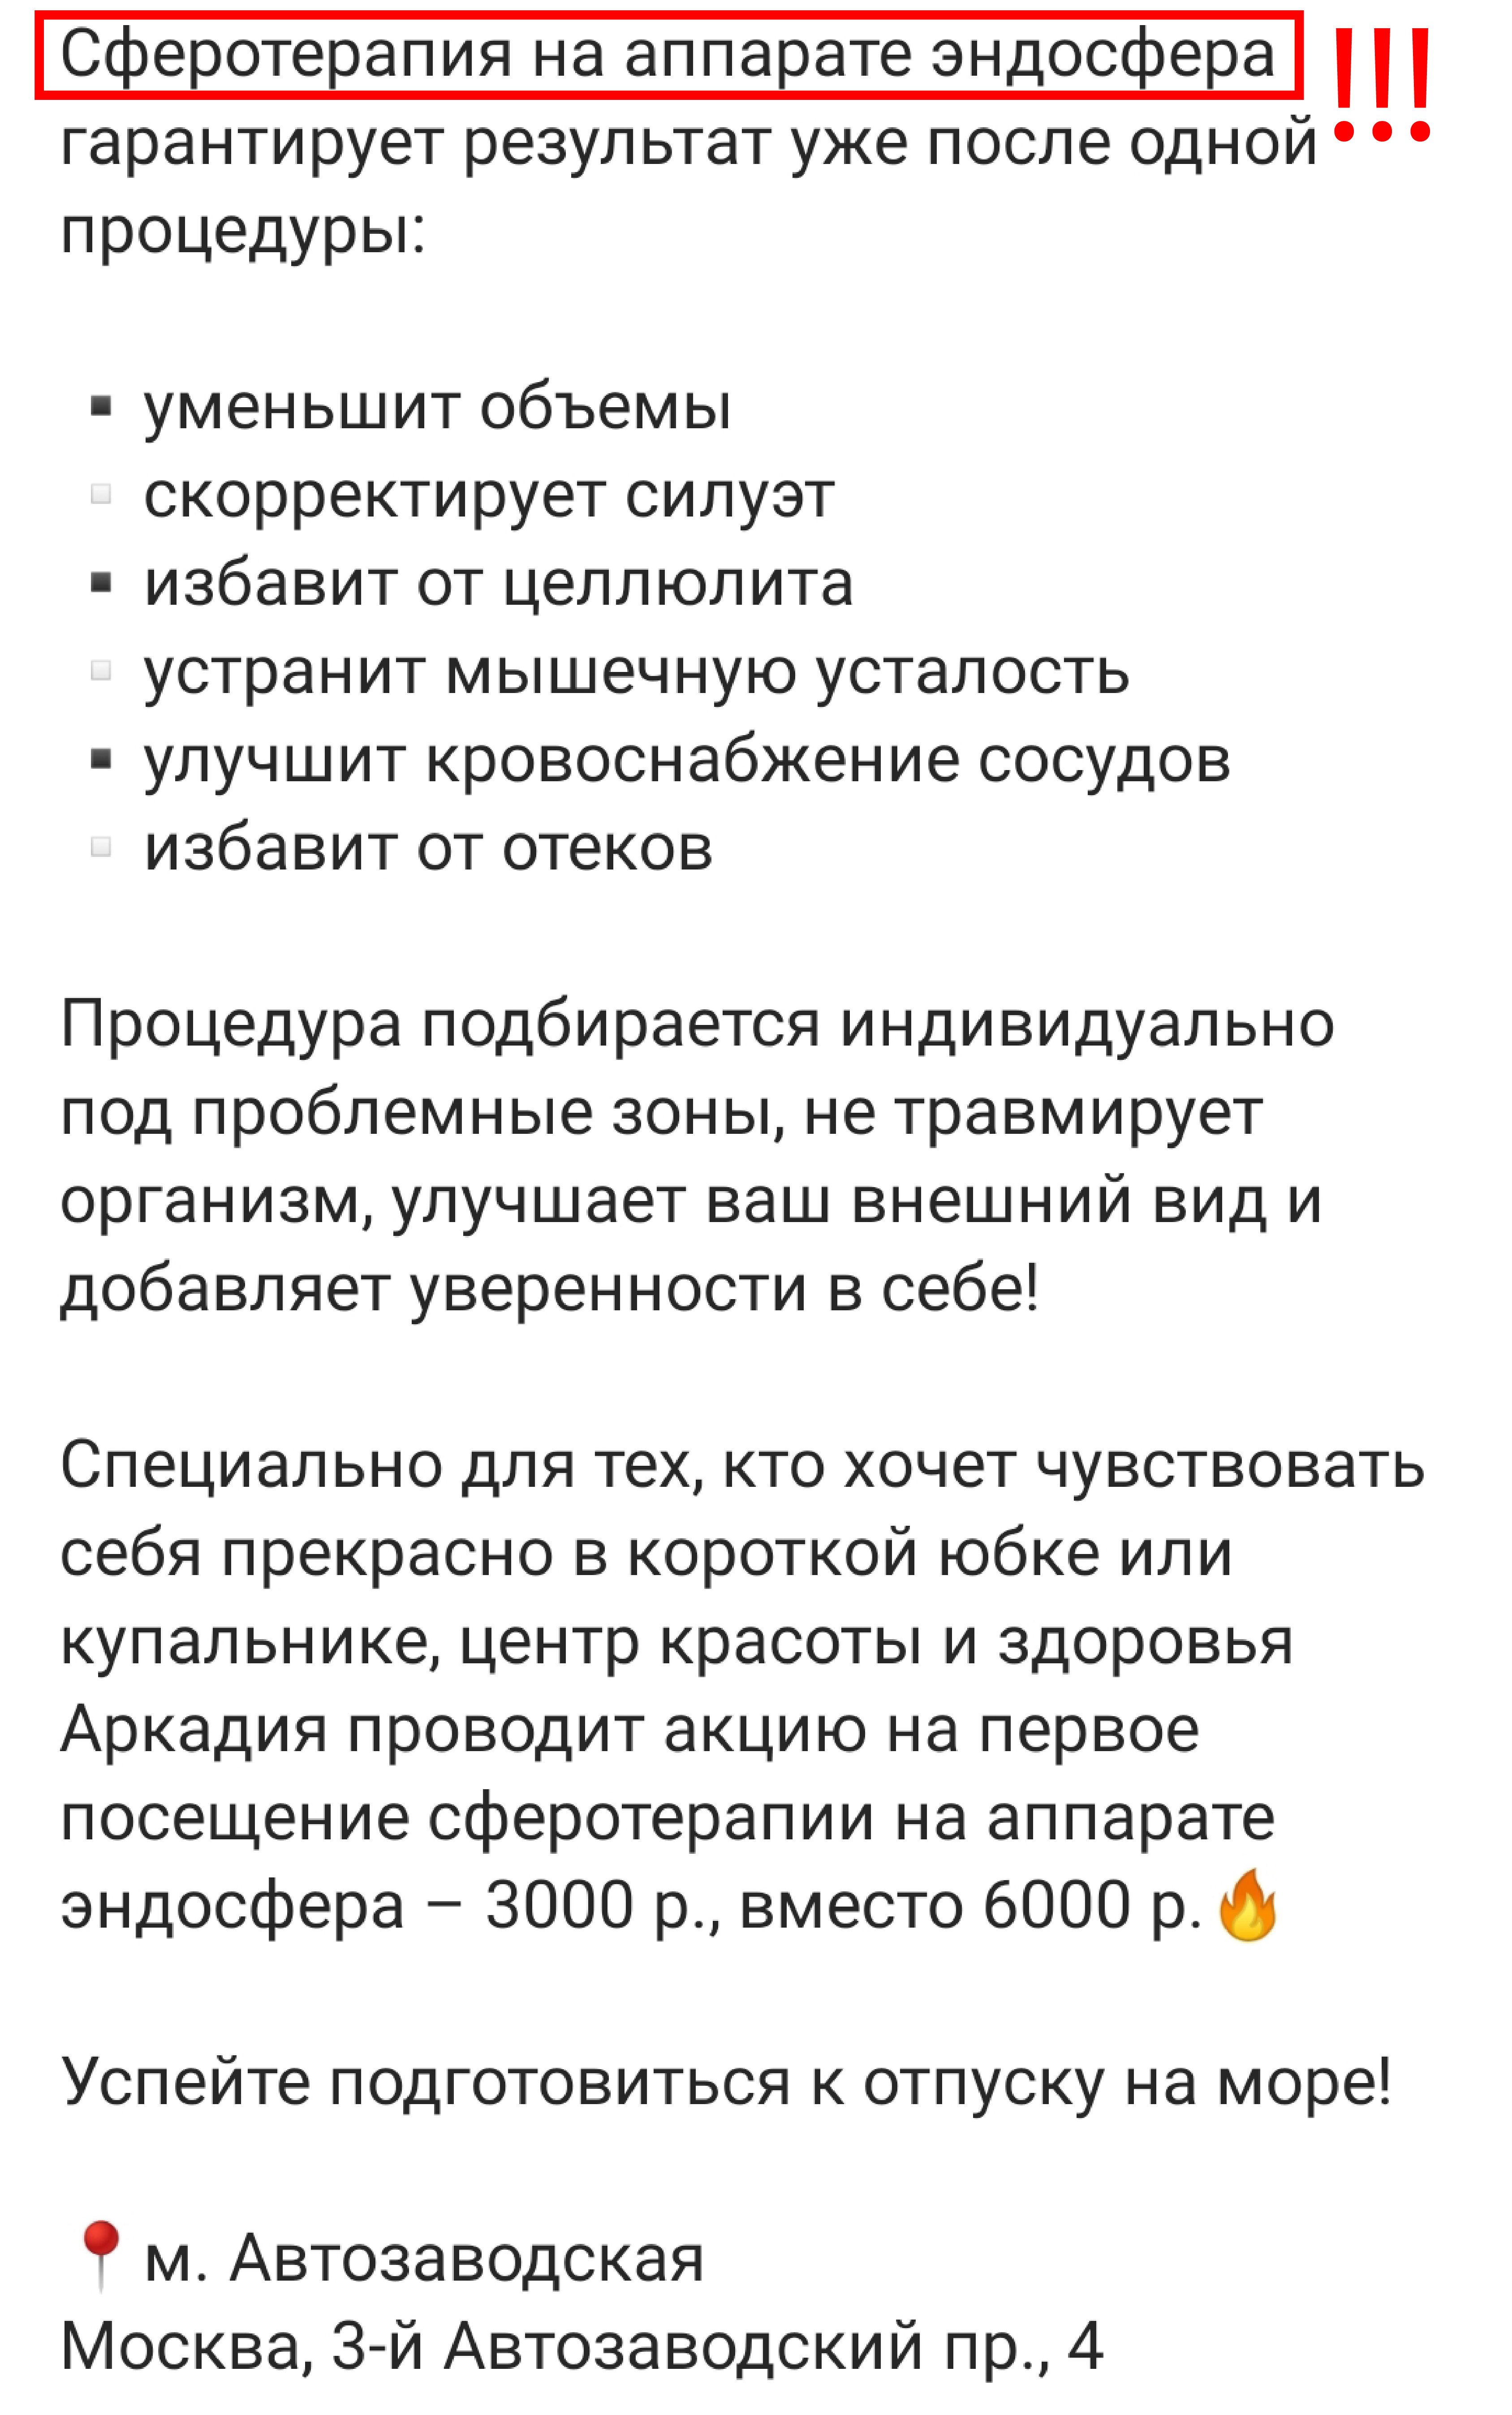 Сферотерапия на аппарате эндосфера !!!
гарантирует результат уже после одной
процедуры:
▪ уменьшит объемы
▫ скорректирует силуэт
▪ избавит от целлюлита
▫ устранит мышечную усталость
▪ улучшит кровоснабжение сосудов
▫ избавит от отеков
Процедура подбирается индивидуально
под проблемные зоны, не травмирует
организм, улучшает ваш внешний вид и
добавляет уверенности в себе!
Специально для тех, кто хочет чувствовать
себя прекрасно в короткой юбке или
купальнике, центр красоты и здоровья
Аркадия проводит акцию на первое
посещение сферотерапии на аппарате
эндосфера – 3000 р., вместо 6000 р.🔥
Успейте подготовиться к отпуску на море!
📍м. Автозаводская
Москва, 3-й Автозаводский пр., 4